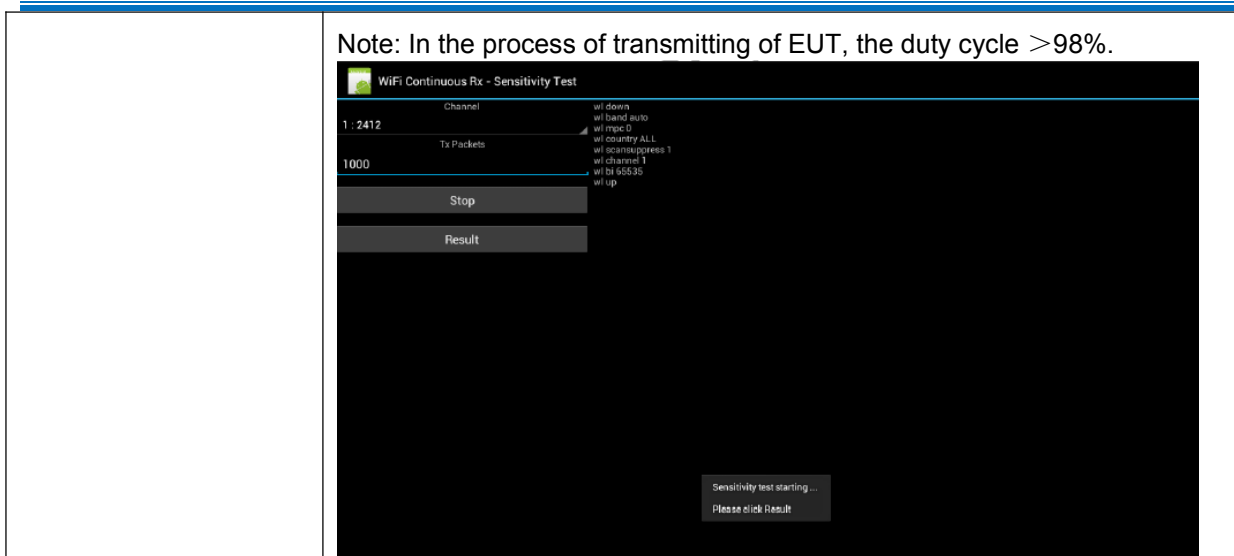 Note: In the process of transmitting of EUT, the duty cycle ＞98%.
WiFi Continuous Rx - Sensitivity Test
Channel
1 : 2412
Tx Packets
1000
Stop
Result
wl down
wl band auto
wl mpc 0
wl country ALL
wl scansuppress 1
wl channel 1
wl bi 65535
wl up
Sensitivity test starting ...
Please click Result